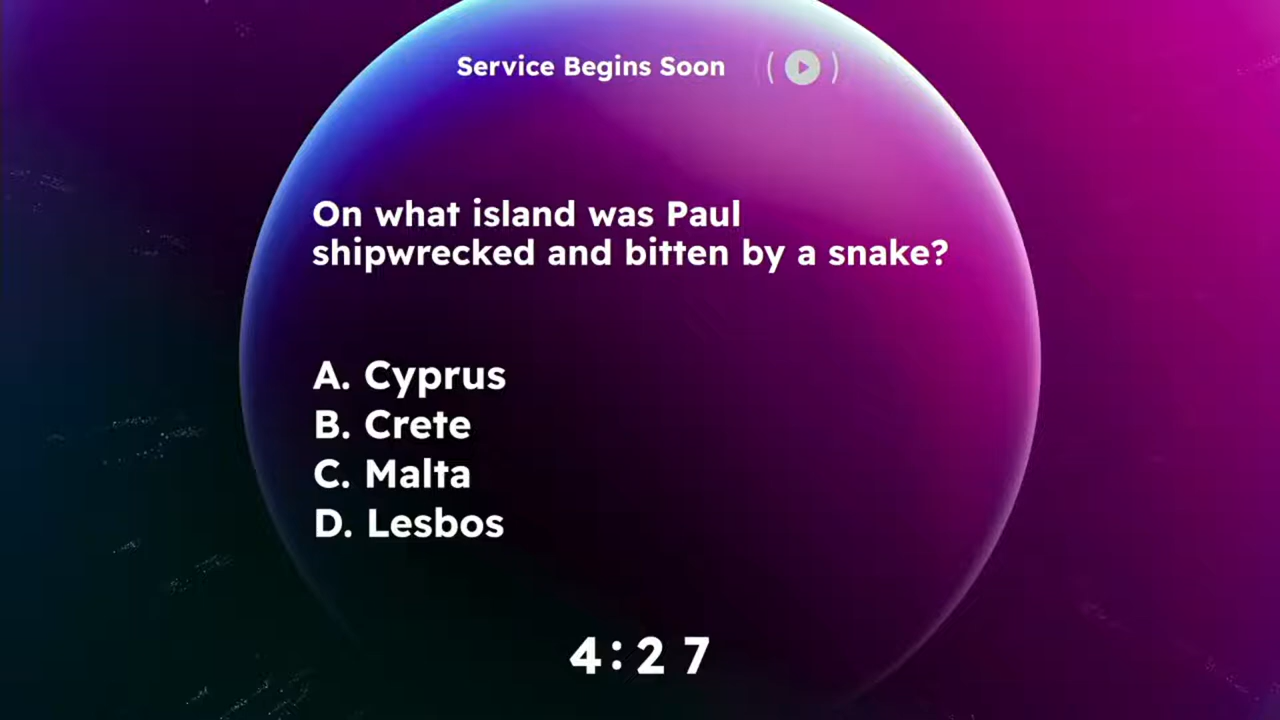 Service Begins Soon
On what island was Paul
shipwrecked and bitten by a snake?
A. Cyprus
B. Crete
C. Malta
D. Lesbos
4:27